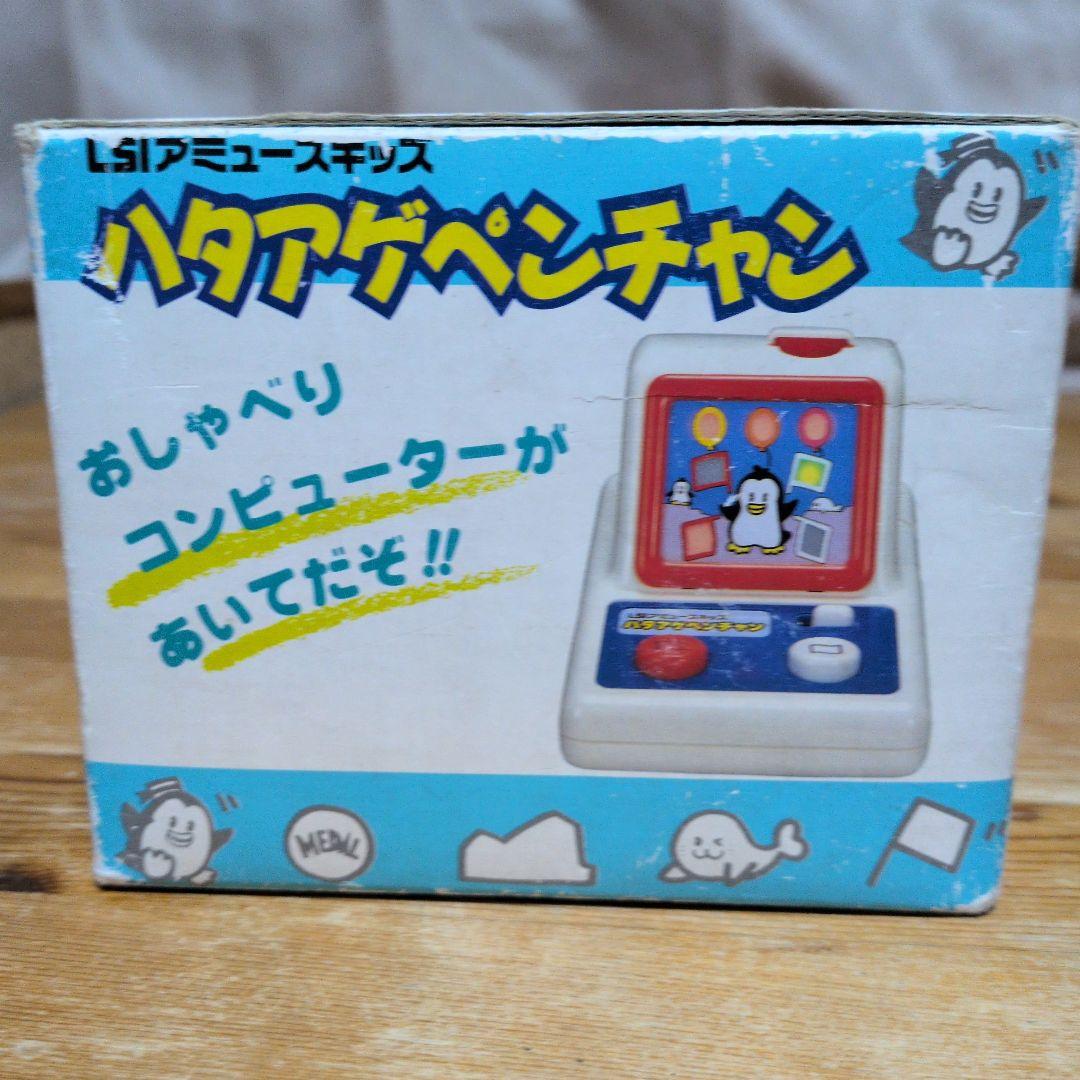 LSIアミュースキッズ
ハタアゲペンチャン
おしゃべり
コンピューターが
あいてだぞ!!
LSIアミュースキッズ
ハタアゲペンチャン
MEDAL